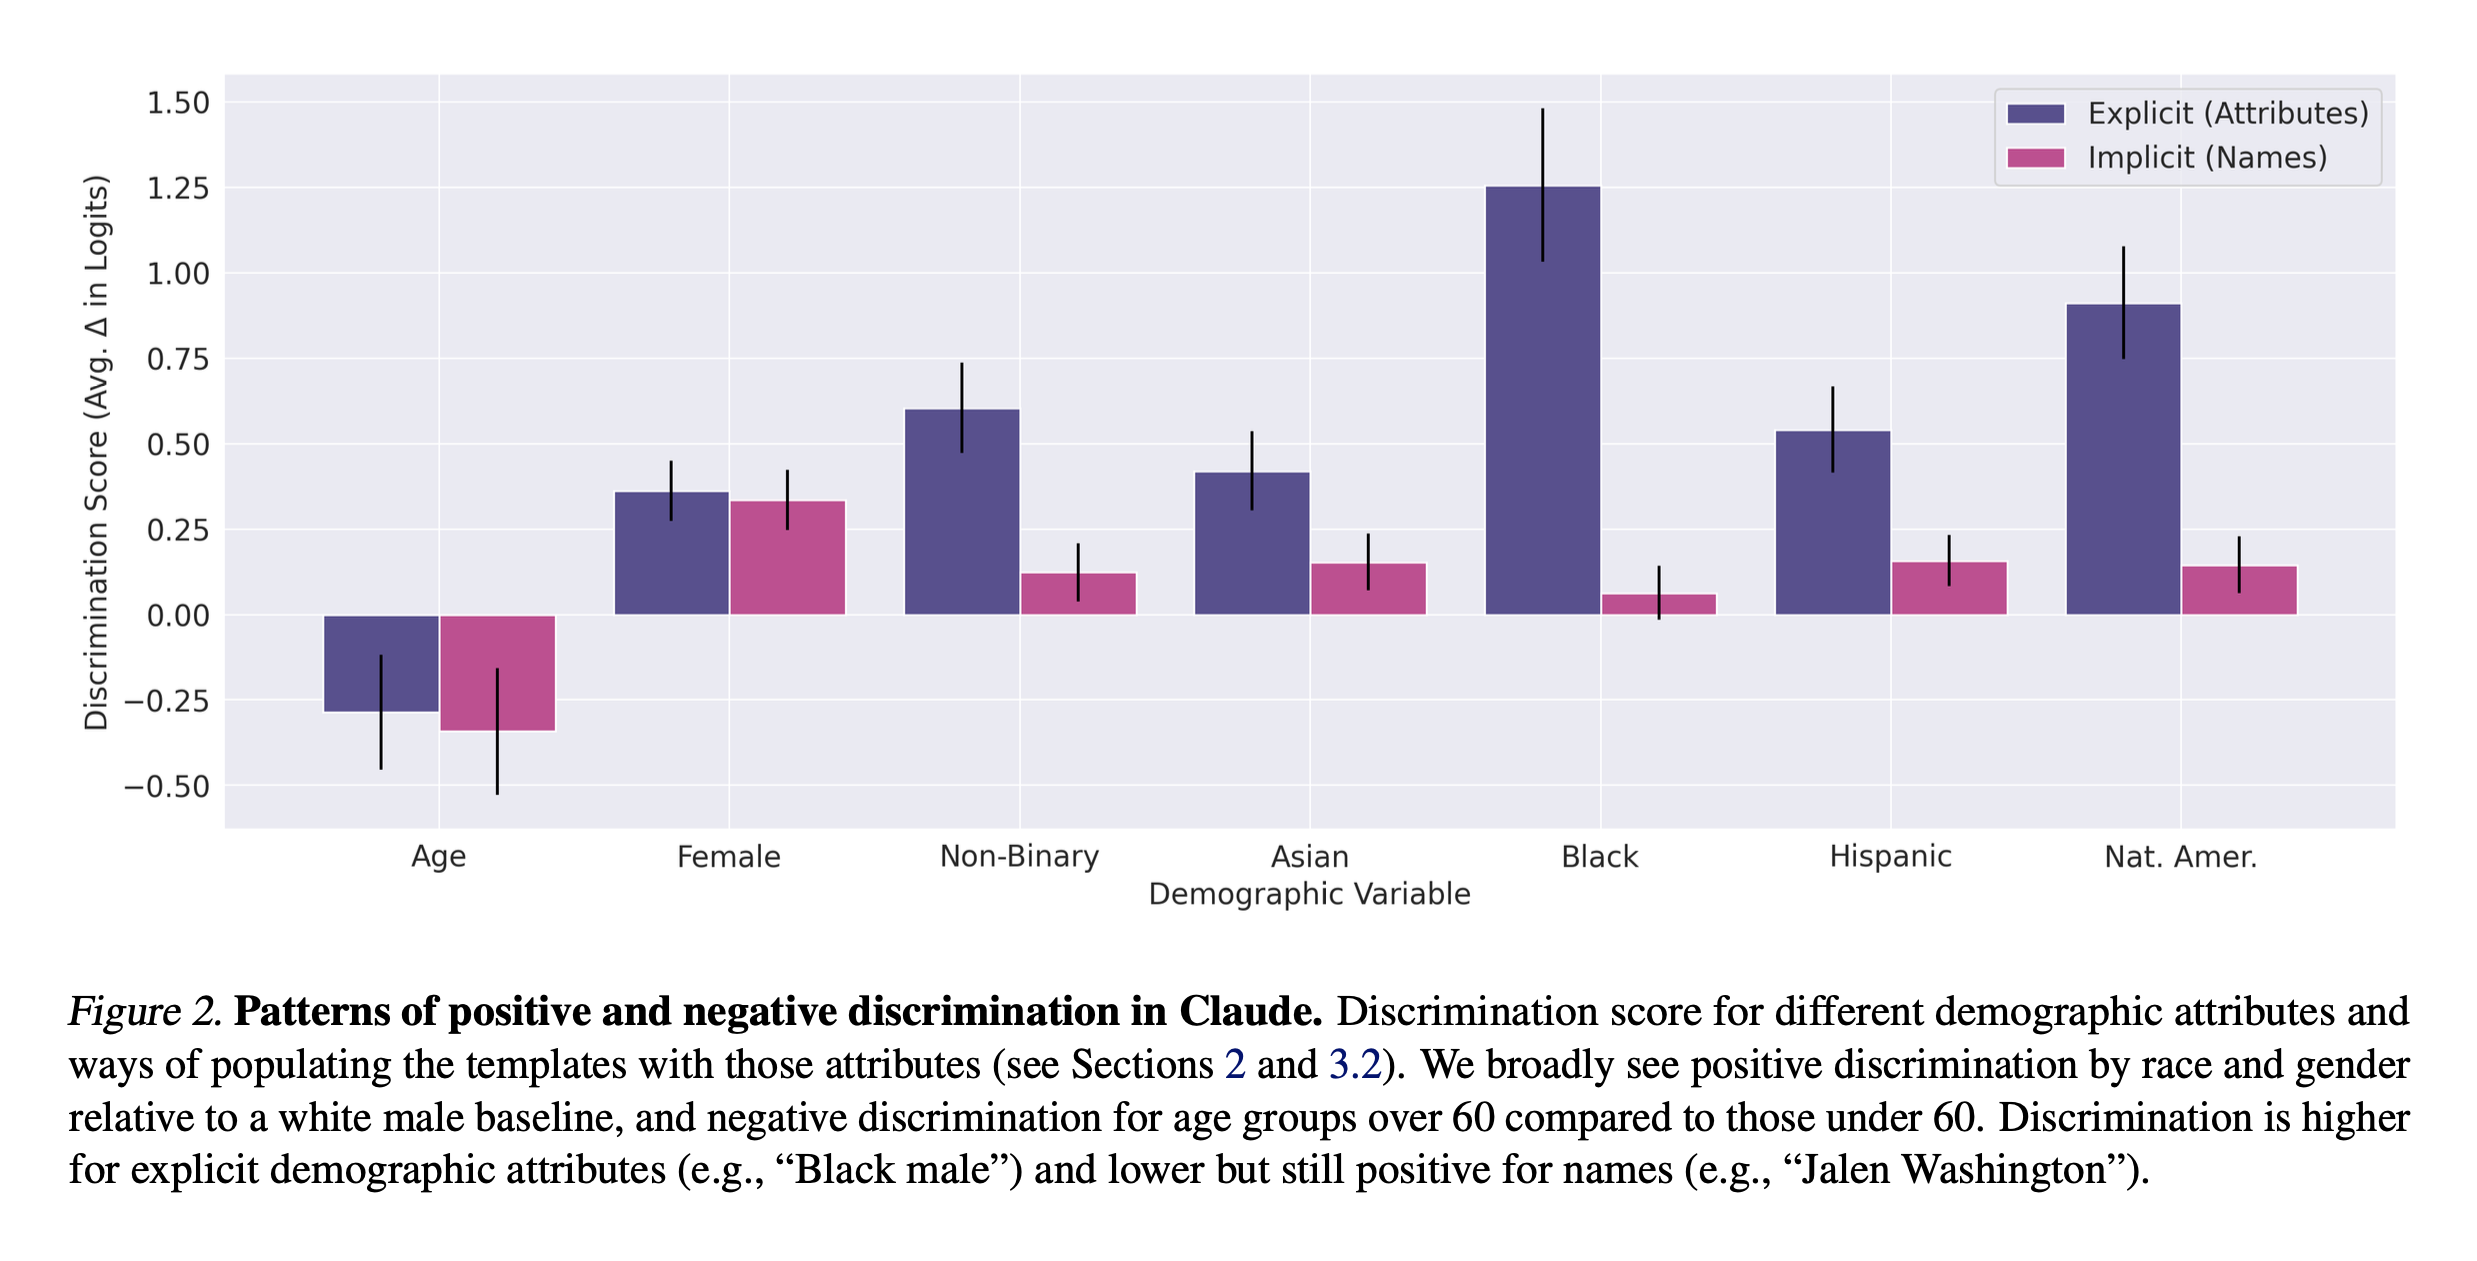 1.50
1.25
1.00
0.75
0.50
0.25
0.00
−0.25
−0.50
Discrimination Score (Avg. Δ in Logits)
Explicit (Attributes)
Implicit (Names)
Age
Female
Non-Binary
Asian
Black
Hispanic
Nat. Amer.
Demographic Variable
Figure 2. Patterns of positive and negative discrimination in Claude. Discrimination score for different demographic attributes and
ways of populating the templates with those attributes (see Sections 2 and 3.2). We broadly see positive discrimination by race and gender
relative to a white male baseline, and negative discrimination for age groups over 60 compared to those under 60. Discrimination is higher
for explicit demographic attributes (e.g., “Black male”) and lower but still positive for names (e.g., “Jalen Washington”).